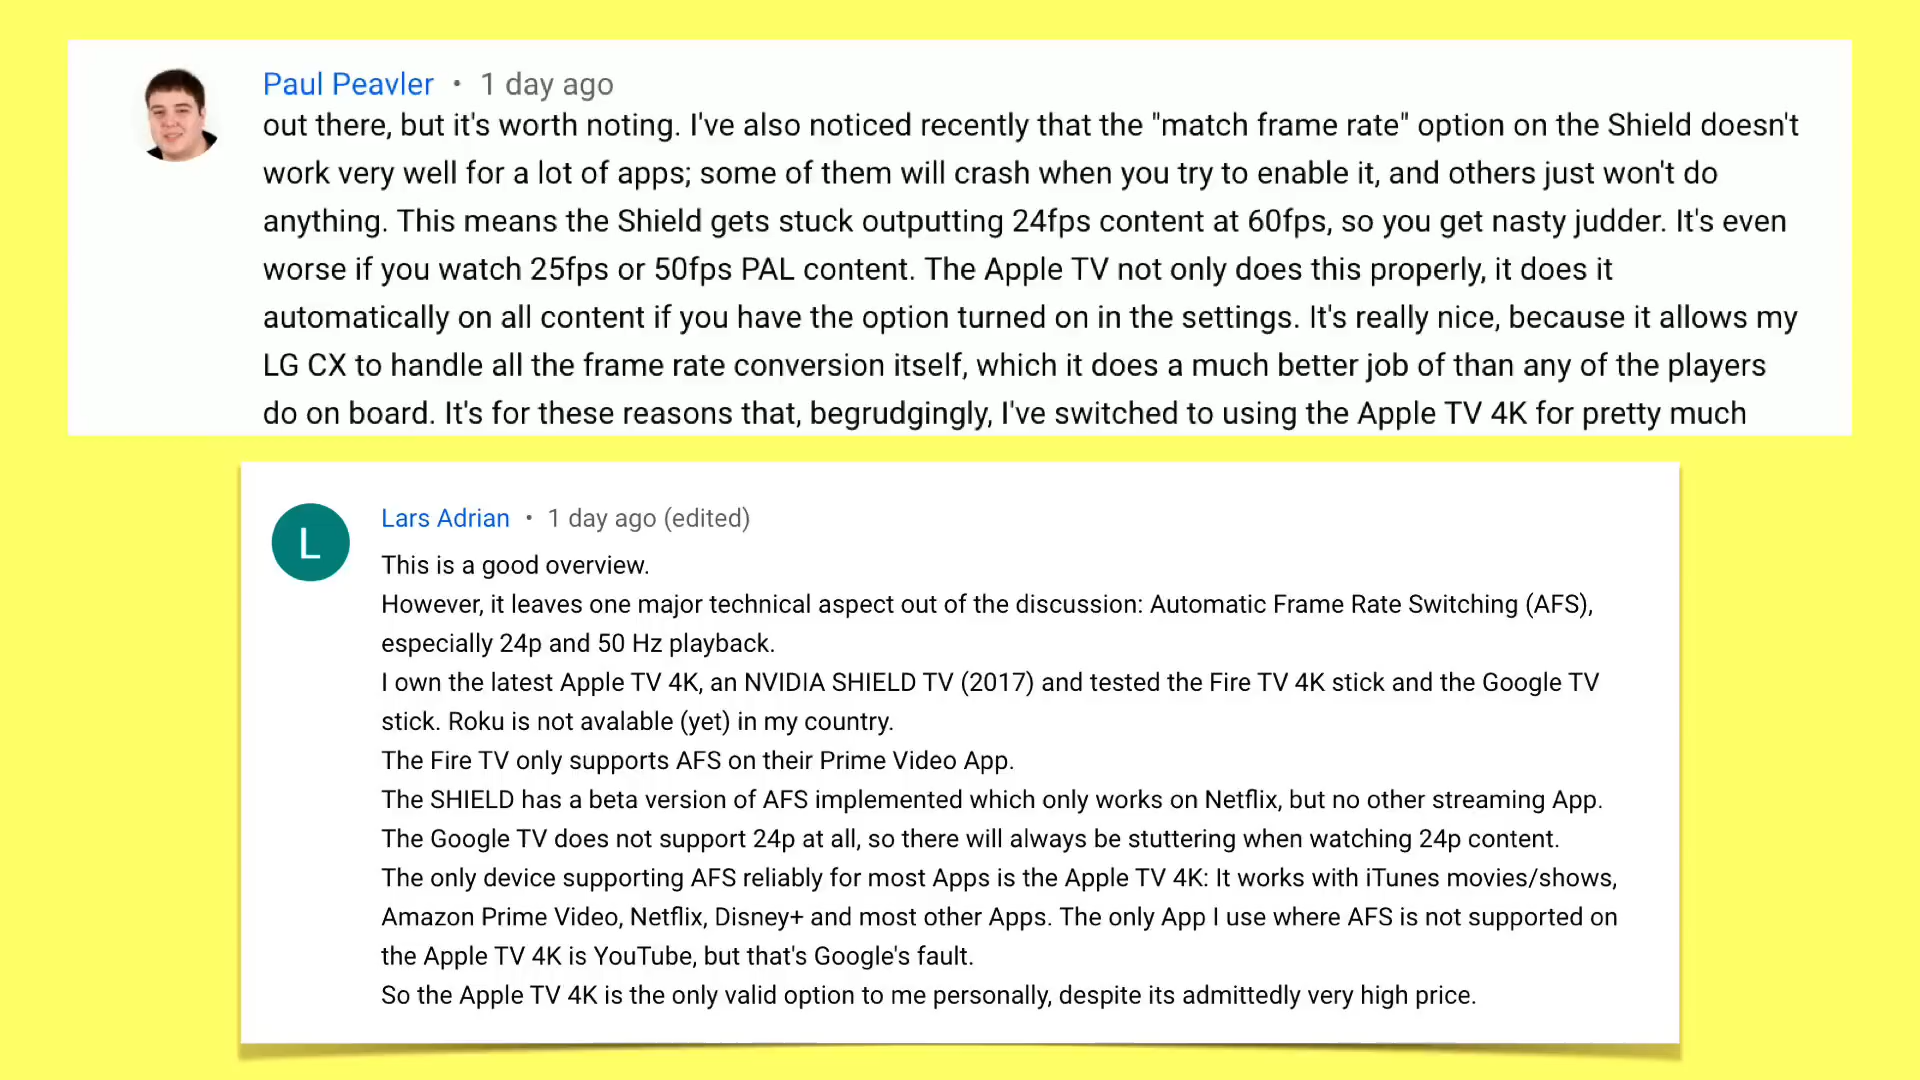 Paul Peavler • 1 day ago
out there, but it's worth noting. I've also noticed recently that the "match frame rate" option on the Shield doesn't
work very well for a lot of apps; some of them will crash when you try to enable it, and others just won't do
anything. This means the Shield gets stuck outputting 24fps content at 60fps, so you get nasty judder. It's even
worse if you watch 25fps or 50fps PAL content. The Apple TV not only does this properly, it does it
automatically on all content if you have the option turned on in the settings. It's really nice, because it allows my
LG CX to handle all the frame rate conversion itself, which it does a much better job of than any of the players
do on board. It's for these reasons that, begrudgingly, I've switched to using the Apple TV 4K for pretty much
L
Lars Adrian • 1 day ago (edited)
This is a good overview.
However, it leaves one major technical aspect out of the discussion: Automatic Frame Rate Switching (AFS),
especially 24p and 50 Hz playback.
I own the latest Apple TV 4K, an NVIDIA SHIELD TV (2017) and tested the Fire TV 4K stick and the Google TV
stick. Roku is not avalable (yet) in my country.
The Fire TV only supports AFS on their Prime Video App.
The SHIELD has a beta version of AFS implemented which only works on Netflix, but no other streaming App.
The Google TV does not support 24p at all, so there will always be stuttering when watching 24p content.
The only device supporting AFS reliably for most Apps is the Apple TV 4K: It works with iTunes movies/shows,
Amazon Prime Video, Netflix, Disney+ and most other Apps. The only App I use where AFS is not supported on
the Apple TV 4K is YouTube, but that's Google's fault.
So the Apple TV 4K is the only valid option to me personally, despite its admittedly very high price.